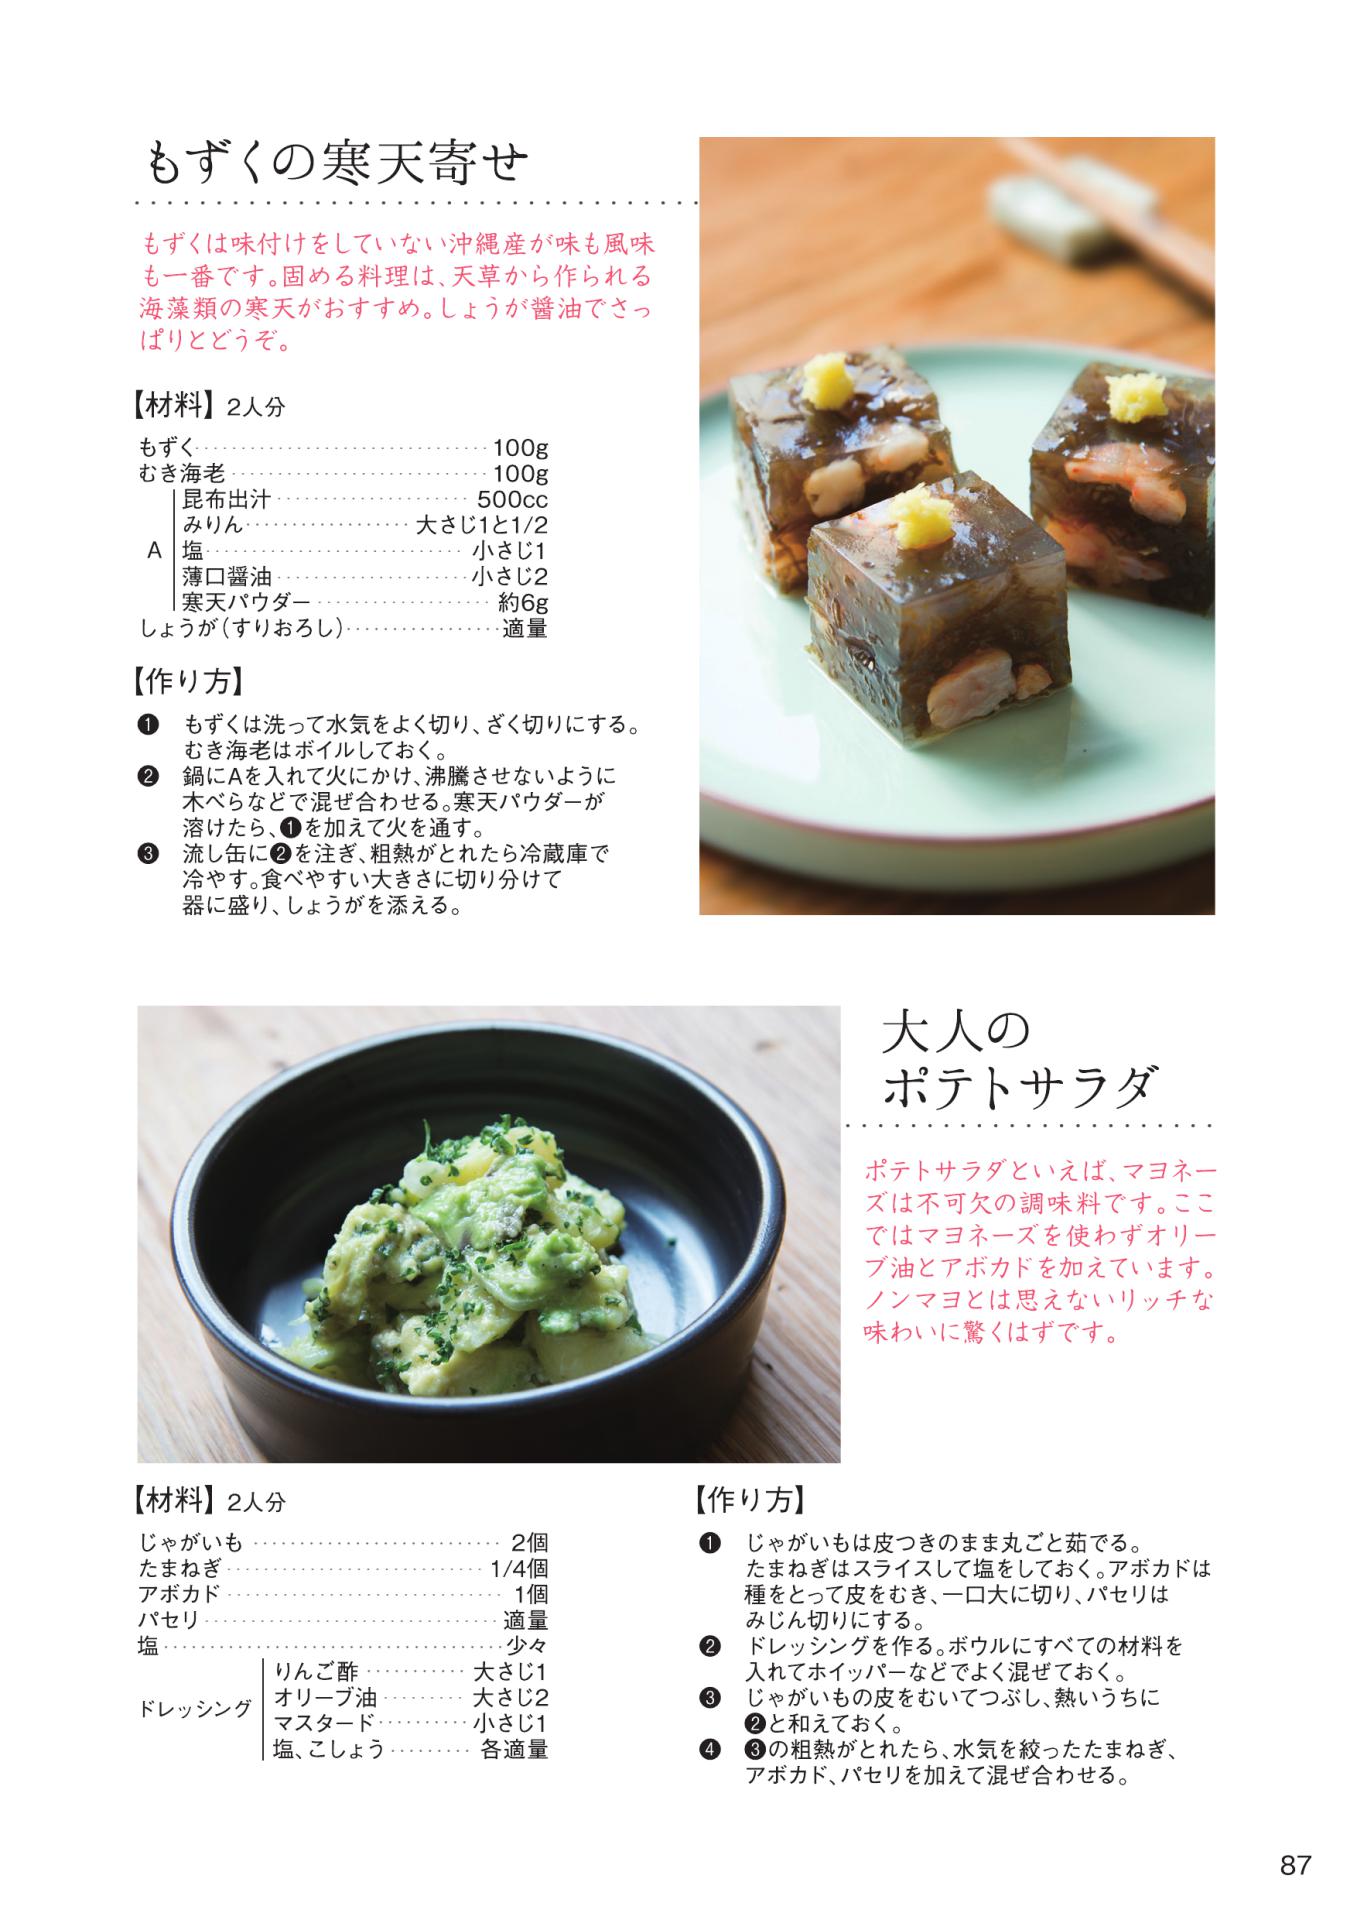 もずくの寒天寄せ
もずくは味付けをしていない沖縄産が味も風味
も一番です。固める料理は、天草から作られる
海藻類の寒天がおすすめ。しょうが醤油でさっ
ぱりとどうぞ。
【材料】 2人分
もずく 100g
むき海老 100g
A
昆布出汁 500cc
みりん 大さじ1と1/2
塩 小さじ1
薄口醤油 小さじ2
寒天パウダー 約6g
しょうが（すりおろし） 適量
【作り方】
❶ もずくは洗って水気をよく切り、ざく切りにする。
むき海老はボイルしておく。
❷ 鍋にAを入れて火にかけ、沸騰させないように
木べらなどで混ぜ合わせる。寒天パウダーが
溶けたら、❶を加えて火を通す。
❸ 流し缶に❷を注ぎ、粗熱がとれたら冷蔵庫で
冷やす。食べやすい大きさに切り分けて
器に盛り、しょうがを添える。
大人の
ポテトサラダ
ポテトサラダといえば、マヨネー
ズは不可欠の調味料です。ここ
ではマヨネーズを使わずオリー
ブ油とアボカドを加えています。
ノンマヨとは思えないリッチな
味わいに驚くはずです。
【材料】 2人分
じゃがいも 2個
たまねぎ 1/4個
アボカド 1個
パセリ 適量
塩 少々
ドレッシング
りんご酢 大さじ1
オリーブ油 大さじ2
マスタード 小さじ1
塩、こしょう 各適量
【作り方】
❶ じゃがいもは皮つきのまま丸ごと茹でる。
たまねぎはスライスして塩をしておく。アボカドは
種をとって皮をむき、一口大に切り、パセリは
みじん切りにする。
❷ ドレッシングを作る。ボウルにすべての材料を
入れてホイッパーなどでよく混ぜておく。
❸ じゃがいもの皮をむいてつぶし、熱いうちに
❷と和えておく。
❹ ❸の粗熱がとれたら、水気を絞ったたまねぎ、
アボカド、パセリを加えて混ぜ合わせる。
87